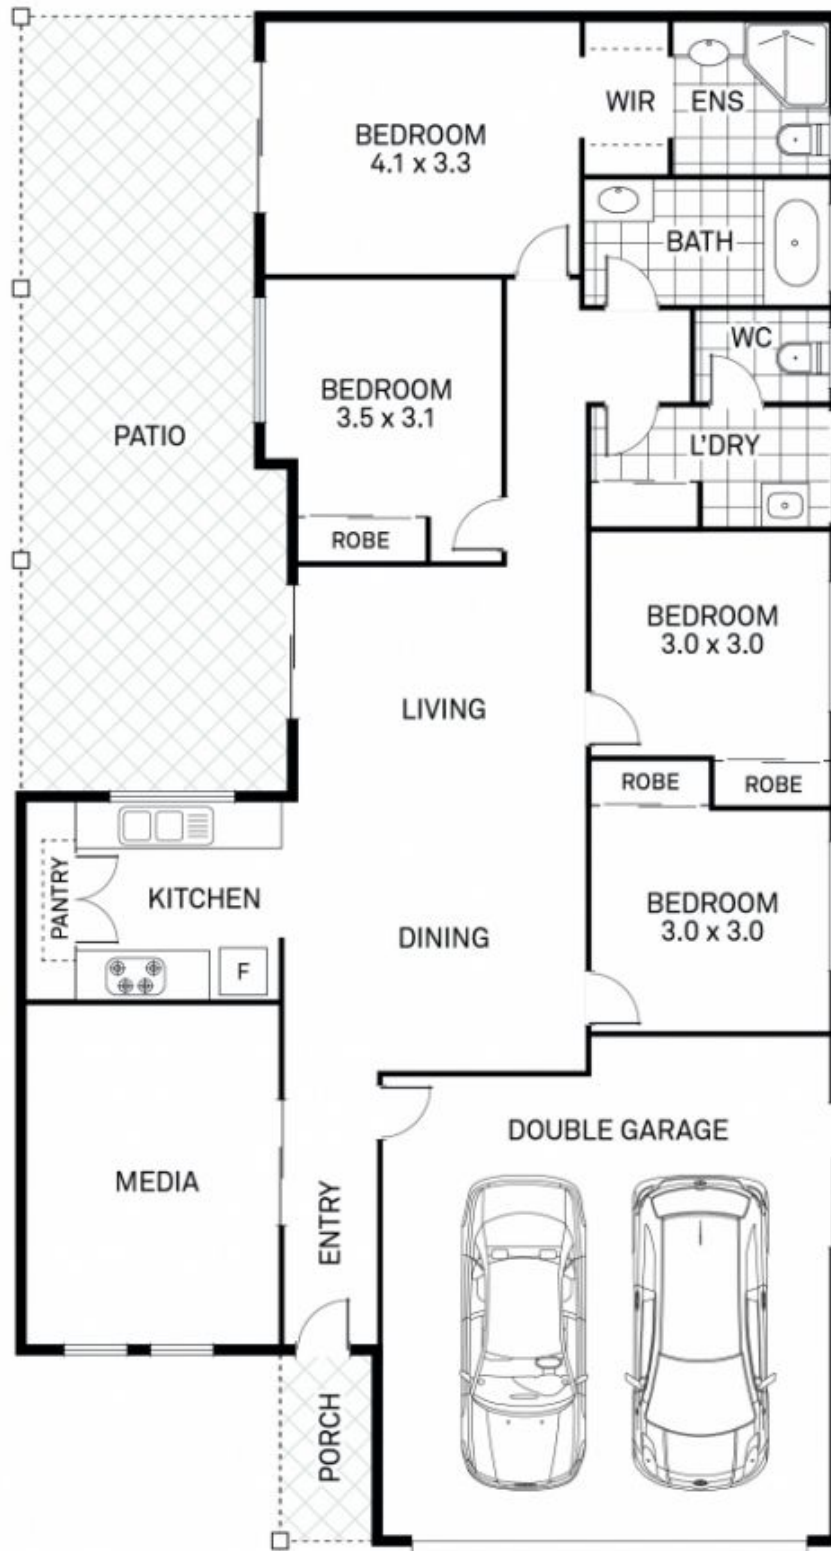 BEDROOM
4.1 x 3.3
WIR
ENS
BATH
WC
BEDROOM
3.5 x 3.1
PATIO
L'DRY
ROBE
BEDROOM
3.0 x 3.0
LIVING
ROBE
ROBE
PANTRY
KITCHEN
BEDROOM
3.0 x 3.0
DINING
F
DOUBLE GARAGE
MEDIA
ENTRY
PORCH